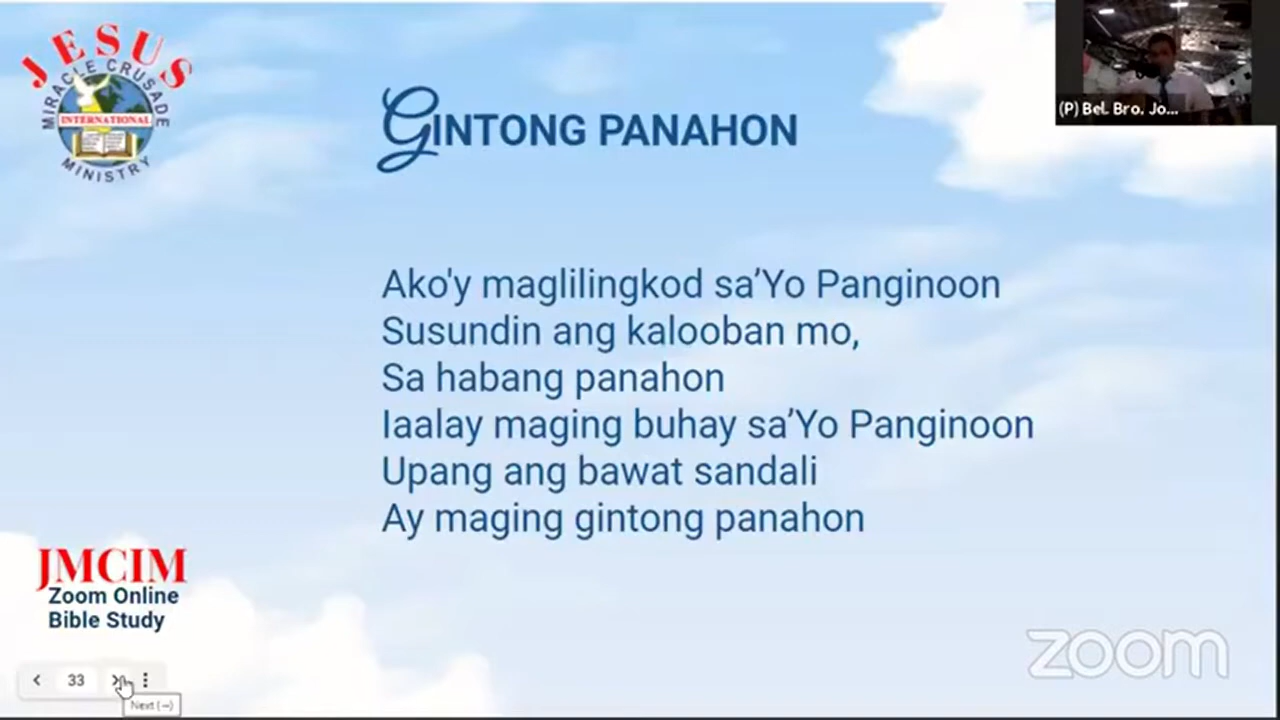 JESUS
MIRACLE CRUSADE
INTERNATIONAL
MINISTRY
(P) Bel. Bro. Jo...
GINTONG PANAHON
Ako'y maglilingkod sa’Yo Panginoon
Susundin ang kalooban mo,
Sa habang panahon
Iaalay maging buhay sa’Yo Panginoon
Upang ang bawat sandali
Ay maging gintong panahon
JMCIM
Zoom Online
Bible Study
33
Next (→)
zoom